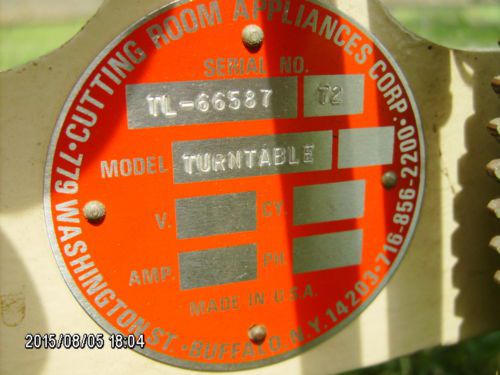 CUTTING ROOM APPLIANCES CORP.
779 WASHINGTON ST. • BUFFALO N.Y. 14203 • 716-856-2200
SERIAL NO.
TL-66587 T2
MODEL TURNTABLE
V. CY.
AMP. PH.
MADE IN U.S.A.
2015/08/05 18:04